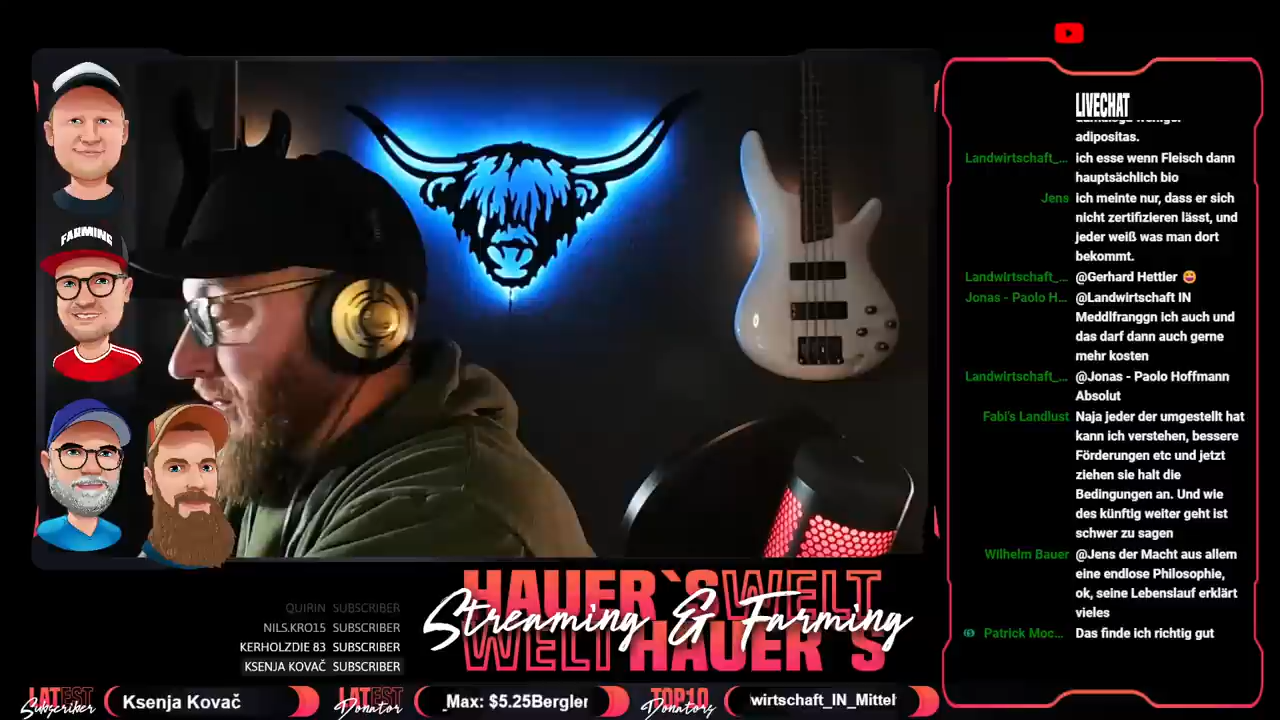 LIVECHAT
adipositas.
Landwirtschaft_... ich esse wenn Fleisch dann
hauptsächlich bio
Jens ich meinte nur, dass er sich
nicht zertifizieren lässt, und
jeder weiß was man dort
bekommt.
Landwirtschaft_... @Gerhard Hettler 😄
Jonas - Paolo H... @Landwirtschaft IN
Meddlfranggn ich auch und
das darf dann auch gerne
mehr kosten
Landwirtschaft_... @Jonas - Paolo Hoffmann
Absolut
Fabi's Landlust Naja jeder der umgestellt hat
kann ich verstehen, bessere
Förderungen etc und jetzt
ziehen sie halt die
Bedingungen an. Und wie
des künftig weiter geht ist
schwer zu sagen
Wilhelm Bauer @Jens der Macht aus allem
eine endlose Philosophie,
ok, seine Lebenslauf erklärt
vieles
Patrick Moc... Das finde ich richtig gut
FARMING
QUIRIN SUBSCRIBER
NILS.KRO15 SUBSCRIBER
KERHOLZDIE 83 SUBSCRIBER
KSENJA KOVAČ SUBSCRIBER
HAUER`S WELT
Streaming & Farming
WELT HAUER`S
LATEST
Subscriber
Ksenja Kovač
LATEST
Donator
_Max: $5.25Bergler
TOP10
Donators
wirtschaft_IN_Mittel